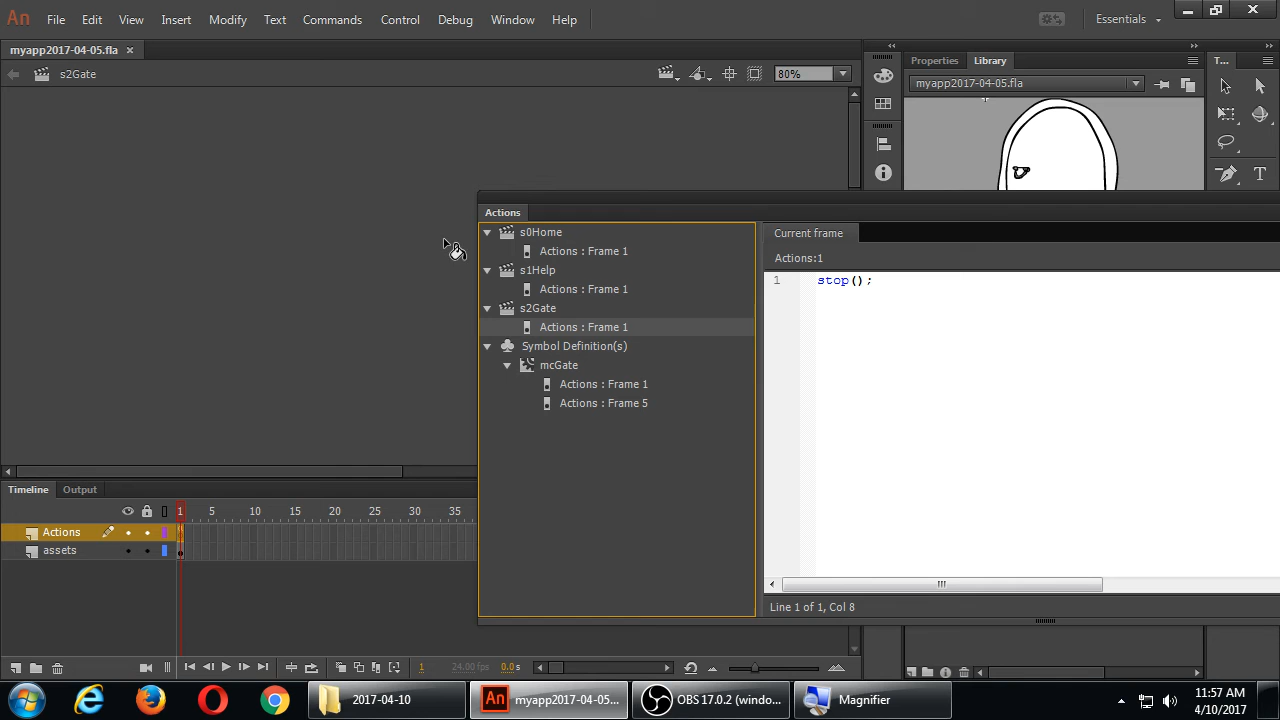 An File Edit View Insert Modify Text Commands Control Debug Window Help Essentials
myapp2017-04-05.fla ×
s2Gate 80%
Properties Library T...
myapp2017-04-05.fla
Actions
s0Home
Actions : Frame 1
s1Help
Actions : Frame 1
s2Gate
Actions : Frame 1
Symbol Definition(s)
mcGate
Actions : Frame 1
Actions : Frame 5
Current frame
Actions:1
1 stop();
Line 1 of 1, Col 8
Timeline Output
1 5 10 15 20 25 30 35
Actions
assets
1 24.00 fps 0.0 s
2017-04-10 An myapp2017-04-05... OBS 17.0.2 (windo... Magnifier
11:57 AM
4/10/2017